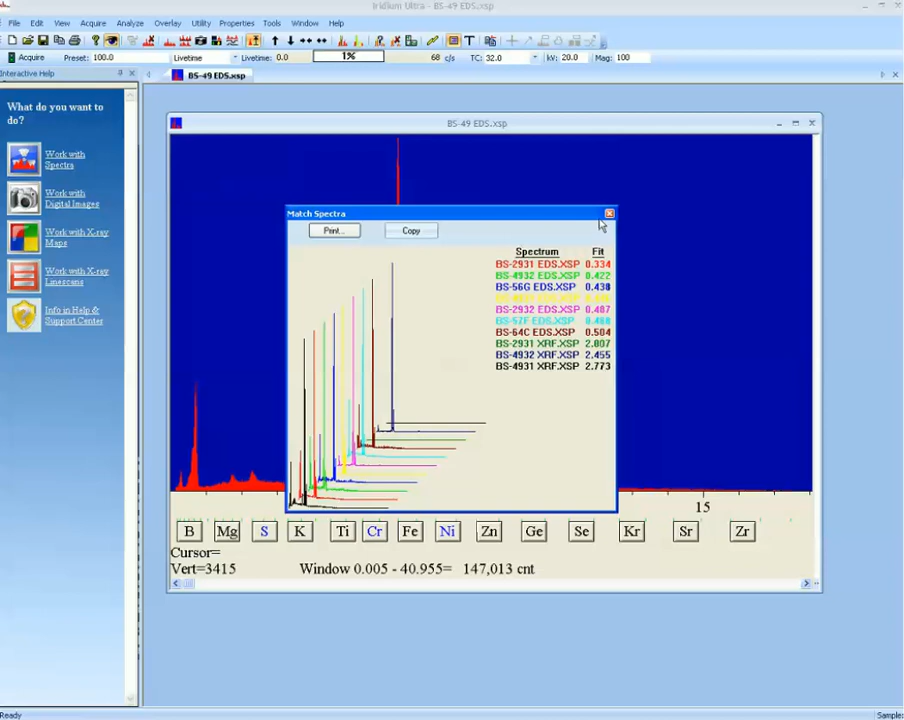 Iridium Ultra - BS-49 EDS.xsp
File Edit View Acquire Analyze Overlay Utility Properties Tools Window Help
Acquire Preset: 100.0 Livetime Livetime: 0.0 1% 68 c/s TC: 32.0 kV: 20.0 Mag: 100
Interactive Help
BS-49 EDS.xsp
What do you want to
do?
Work with
Spectra
Work with
Digital Images
Work with X-ray
Maps
Work with X-ray
Linescans
Info in Help &
Support Center
BS-49 EDS.xsp
Match Spectra
Print... Copy
Spectrum Fit
BS-2931 EDS.XSP 0.334
BS-4932 EDS.XSP 0.422
BS-56G EDS.XSP 0.438
BS-2932 EDS.XSP 0.487
BS-57F EDS.XSP
BS-64C EDS.XSP 0.504
BS-2931 XRF.XSP 2.007
BS-4932 XRF.XSP 2.455
BS-4931 XRF.XSP 2.773
15
B Mg S K Ti Cr Fe Ni Zn Ge Se Kr Sr Zr
Cursor=
Vert=3415 Window 0.005 - 40.955= 147,013 cnt
Ready Sample: